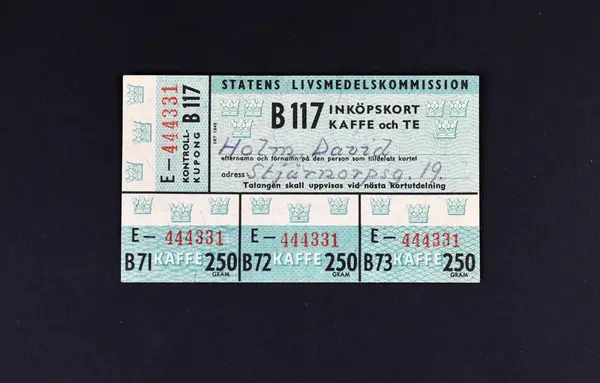 E — 444331
KONTROLL-
KUPONG B 117
STATENS LIVSMEDELSKOMMISSION
B 117 INKÖPSKORT
KAFFE och TE
Holm David
efternamn och förnamn på den person som tilldelats kortet
adress Stjärnorpsg. 19.
Talongen skall uppvisas vid nästa kortutdelning
E — 444331
B71 KAFFE 250
GRAM
E — 444331
B72 KAFFE 250
GRAM
E — 444331
B73 KAFFE 250
GRAM